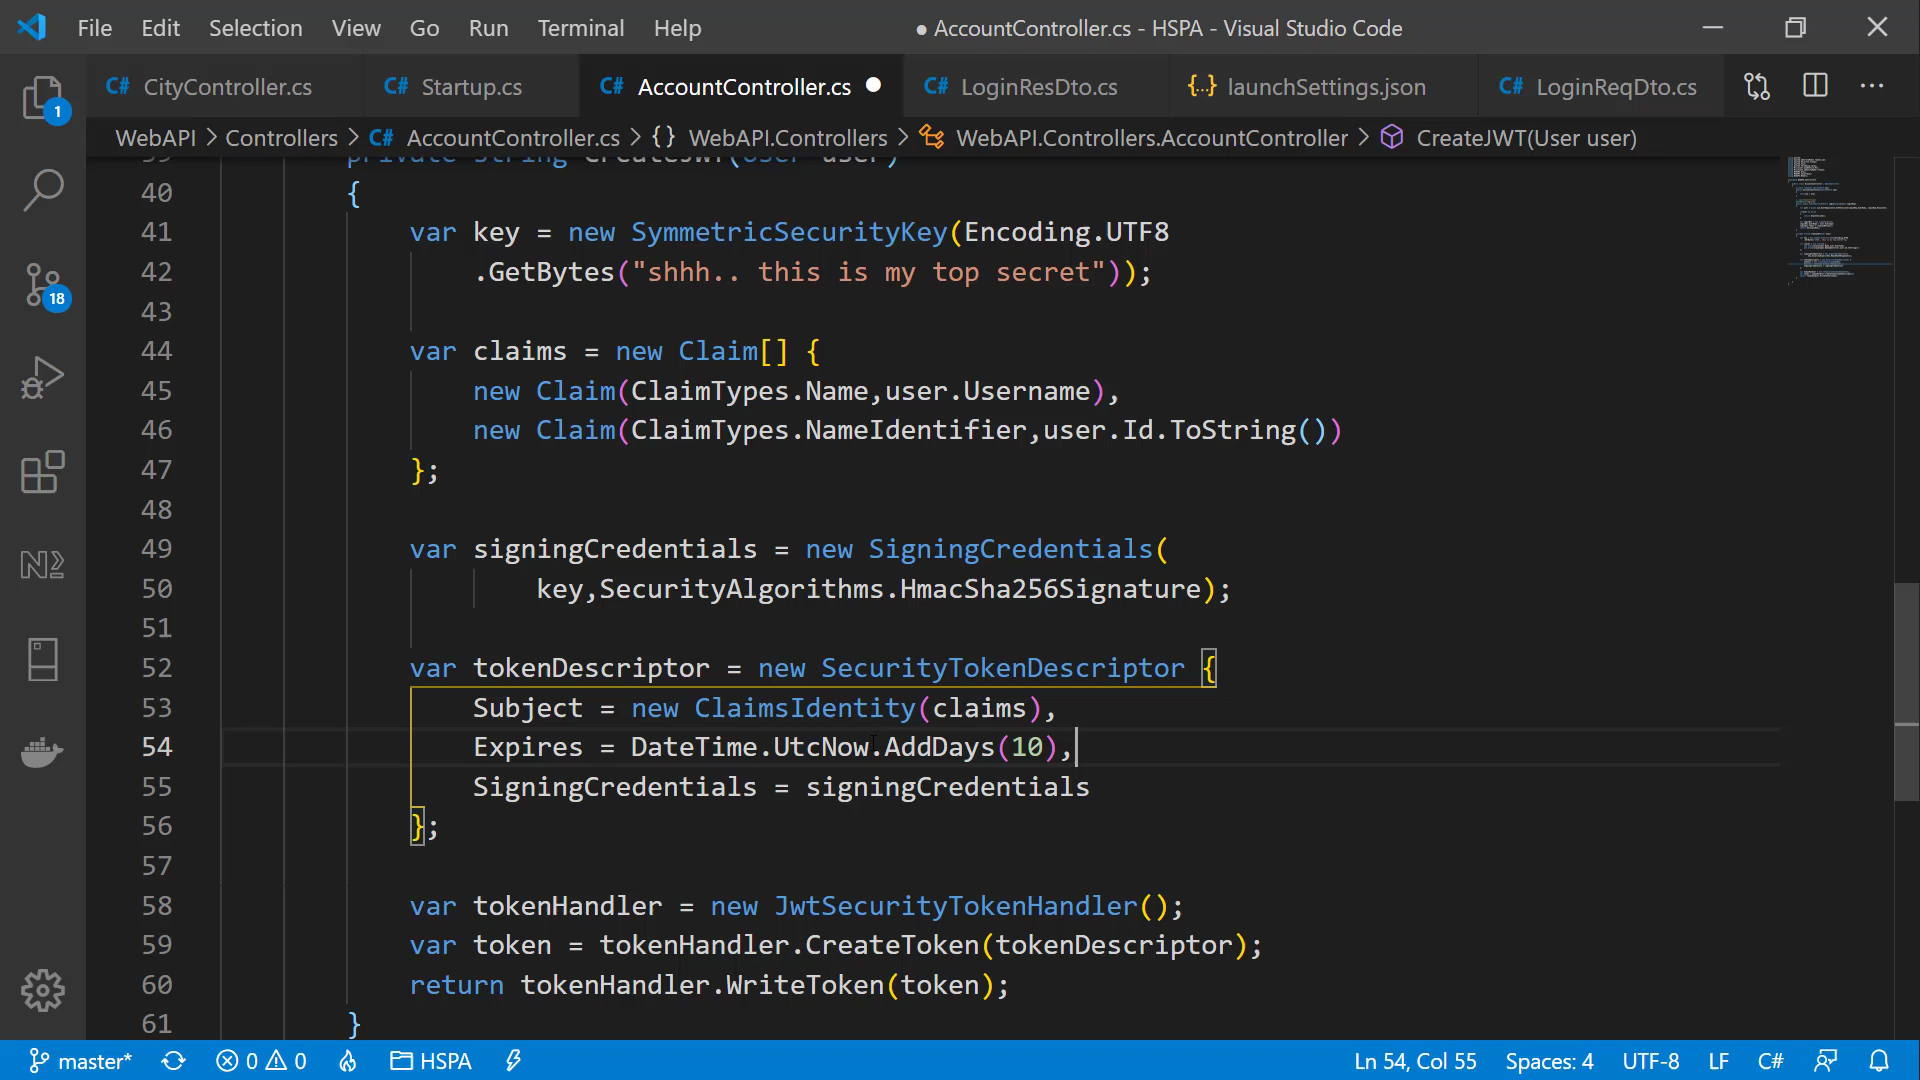 File Edit Selection View Go Run Terminal Help ● AccountController.cs - HSPA - Visual Studio Code
C# CityController.cs C# Startup.cs C# AccountController.cs C# LoginResDto.cs {..} launchSettings.json C# LoginReqDto.cs ...
WebAPI > Controllers > C# AccountController.cs > {} WebAPI.Controllers > WebAPI.Controllers.AccountController > CreateJWT(User user)
1
18
39 private string CreateJWT(User user)
40 {
41 var key = new SymmetricSecurityKey(Encoding.UTF8
42 .GetBytes("shhh.. this is my top secret"));
43
44 var claims = new Claim[] {
45 new Claim(ClaimTypes.Name,user.Username),
46 new Claim(ClaimTypes.NameIdentifier,user.Id.ToString())
47 };
48
49 var signingCredentials = new SigningCredentials(
50 key,SecurityAlgorithms.HmacSha256Signature);
51
52 var tokenDescriptor = new SecurityTokenDescriptor {
53 Subject = new ClaimsIdentity(claims),
54 Expires = DateTime.UtcNow.AddDays(10),
55 SigningCredentials = signingCredentials
56 };
57
58 var tokenHandler = new JwtSecurityTokenHandler();
59 var token = tokenHandler.CreateToken(tokenDescriptor);
60 return tokenHandler.WriteToken(token);
61 }
master* 0 0 HSPA Ln 54, Col 55 Spaces: 4 UTF-8 LF C#